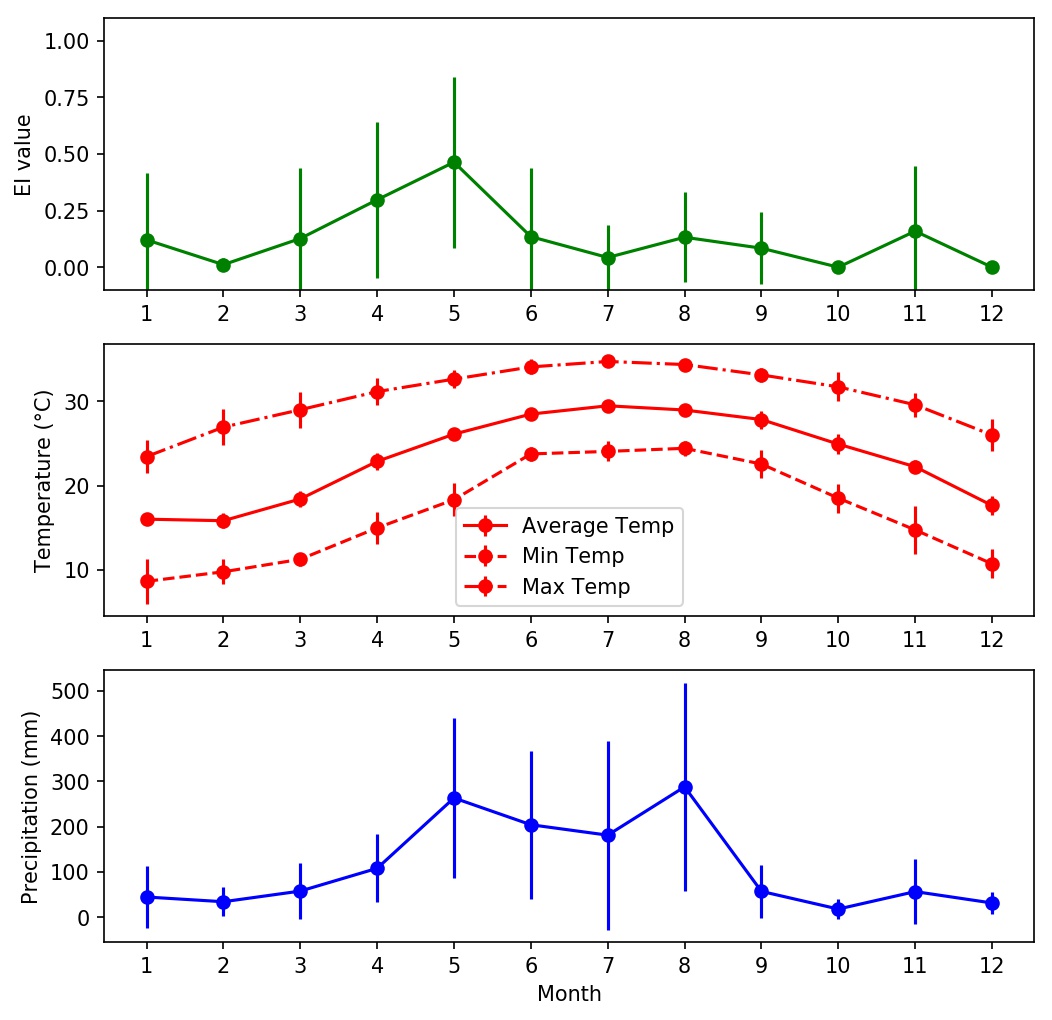 EI value
1.00
0.75
0.50
0.25
0.00
1 2 3 4 5 6 7 8 9 10 11 12
Temperature (°C)
30
20
10
Average Temp
Min Temp
Max Temp
1 2 3 4 5 6 7 8 9 10 11 12
Precipitation (mm)
500
400
300
200
100
0
1 2 3 4 5 6 7 8 9 10 11 12
Month